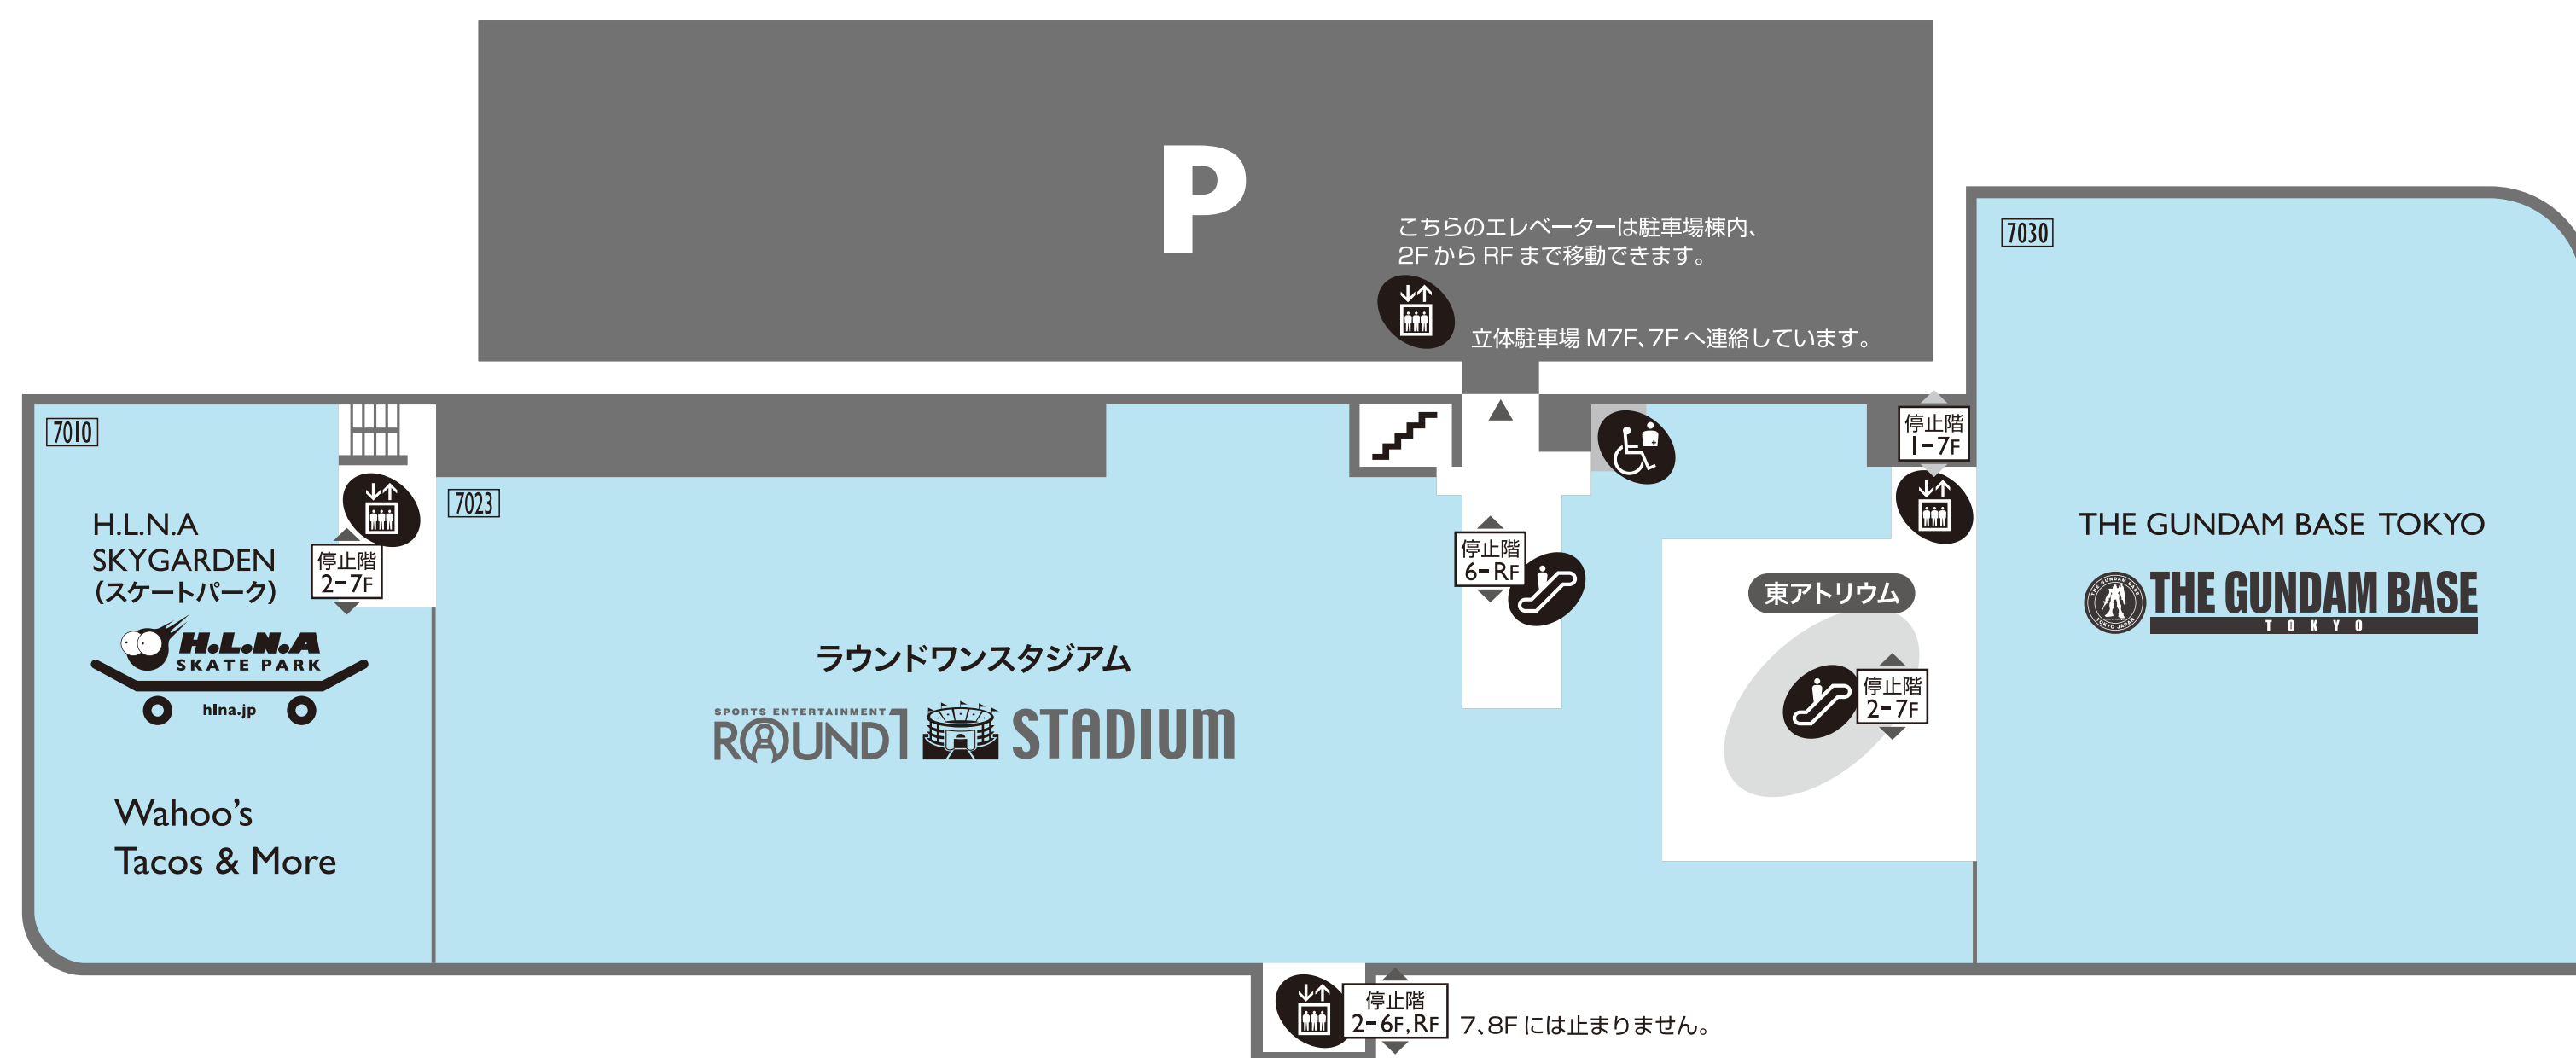 P
こちらのエレベーターは駐車場棟内、
2F から RF まで移動できます。
立体駐車場 M7F、7F へ連絡しています。
7010
H.L.N.A
SKYGARDEN
(スケートパーク)
H.L.N.A
SKATE PARK
hlna.jp
Wahoo's
Tacos & More
停止階
2-7F
7023
ラウンドワンスタジアム
SPORTS ENTERTAINMENT
ROUND1 STADIUM
停止階
6-RF
東アトリウム
停止階
2-7F
停止階
1-7F
7030
THE GUNDAM BASE TOKYO
THE GUNDAM BASE
TOKYO JAPAN
THE GUNDAM BASE
TOKYO
停止階
2-6F,RF
7、8F には止まりません。